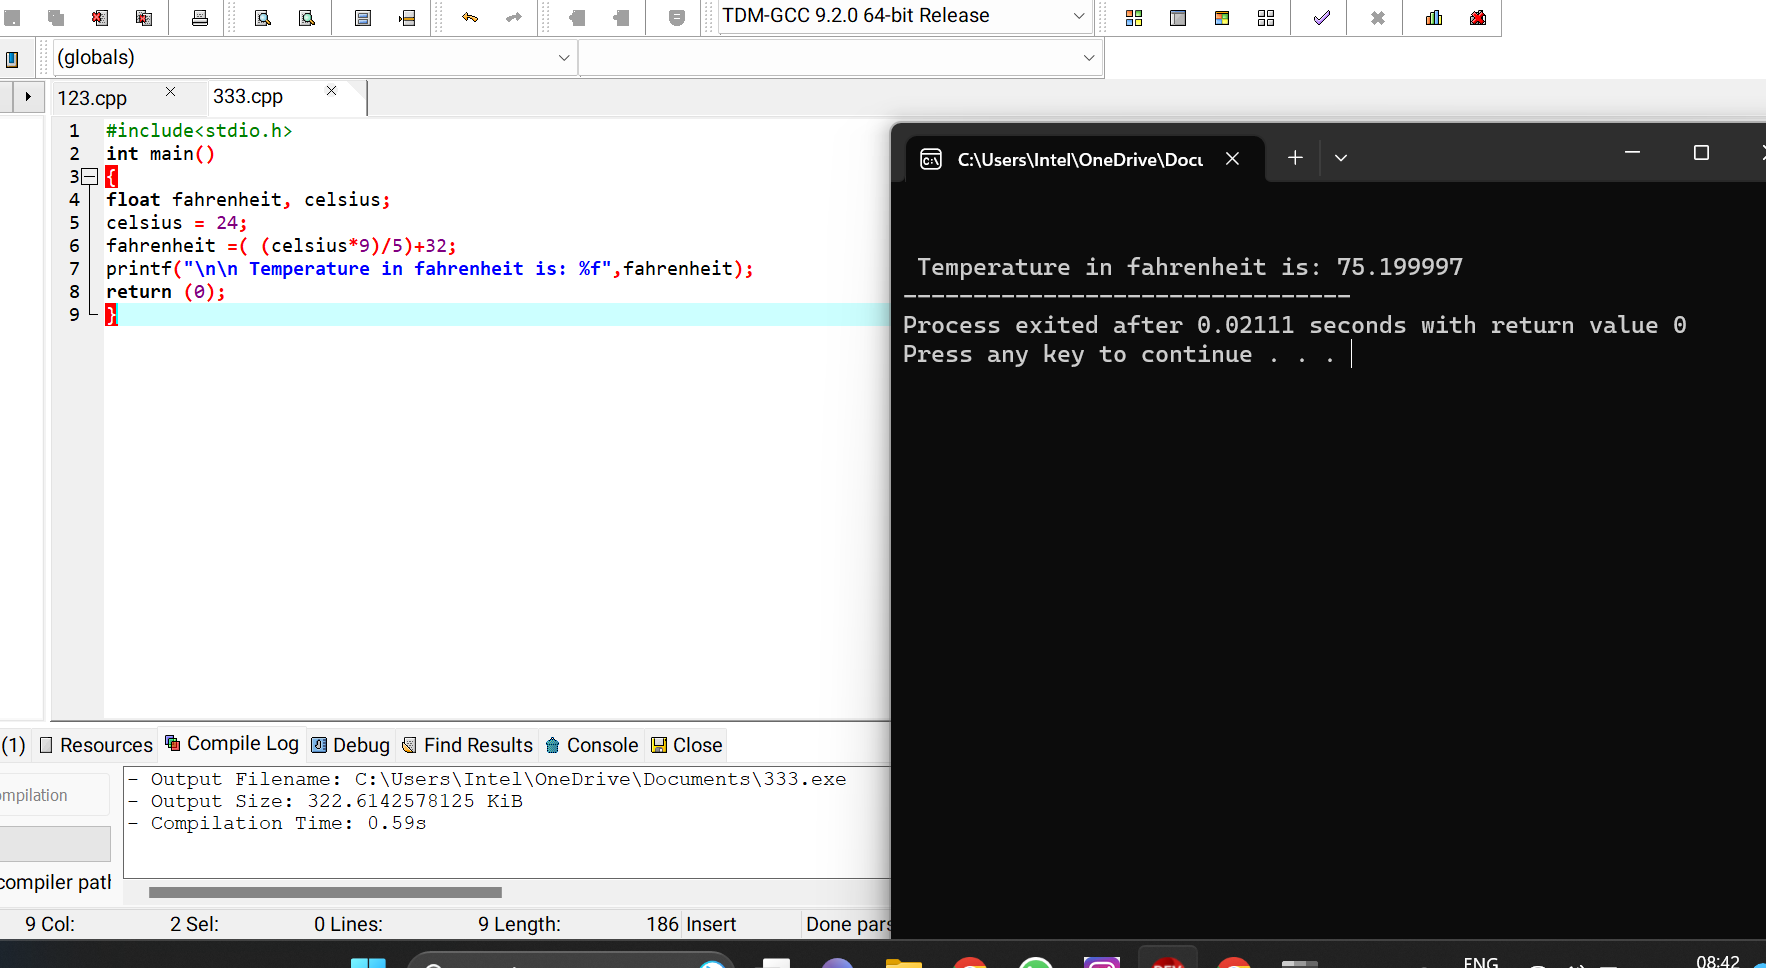 TDM-GCC 9.2.0 64-bit Release
(globals)
123.cpp
333.cpp
1 #include<stdio.h>
2 int main()
3 {
4 float fahrenheit, celsius;
5 celsius = 24;
6 fahrenheit =( (celsius*9)/5)+32;
7 printf("\n\n Temperature in fahrenheit is: %f",fahrenheit);
8 return (0);
9 }
C:\Users\Intel\OneDrive\Docu
Temperature in fahrenheit is: 75.199997
--------------------------------
Process exited after 0.02111 seconds with return value 0
Press any key to continue . . .
(1) Resources Compile Log Debug Find Results Console Close
mpilation
compiler path
- Output Filename: C:\Users\Intel\OneDrive\Documents\333.exe
- Output Size: 322.6142578125 KiB
- Compilation Time: 0.59s
9 Col: 2 Sel: 0 Lines: 9 Length: 186 Insert Done pars
ENG
08:42